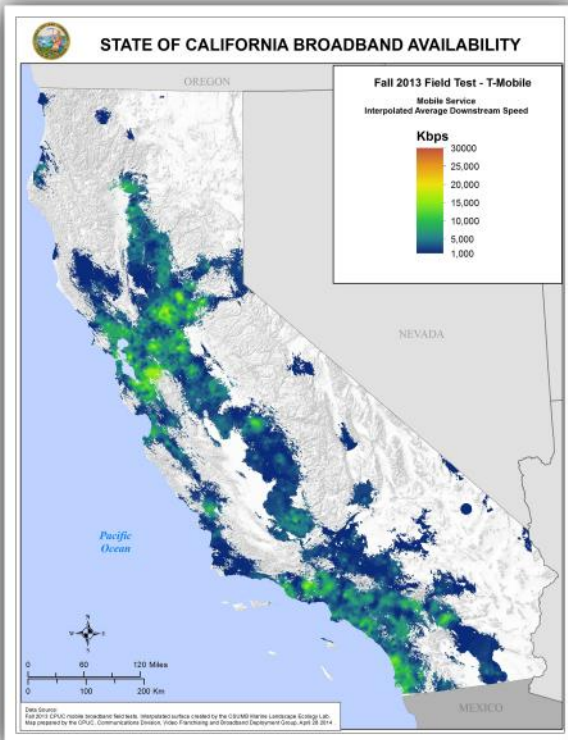 STATE OF CALIFORNIA BROADBAND AVAILABILITY
OREGON
Fall 2013 Field Test - T-Mobile
Mobile Service
Interpolated Average Downstream Speed
Kbps
30000
25,000
20,000
15,000
10,000
5,000
1,000
NEVADA
Pacific
Ocean
N
W E
S
0 60 120 Miles
0 100 200 Km
MEXICO
Data Source:
Fall 2013 CPUC mobile broadband field tests. Interpolated surface created by the CSUMB Marine Landscape Ecology Lab.
Map prepared by the CPUC, Communications Division, Video Franchising and Broadband Deployment Group, April 28 2014